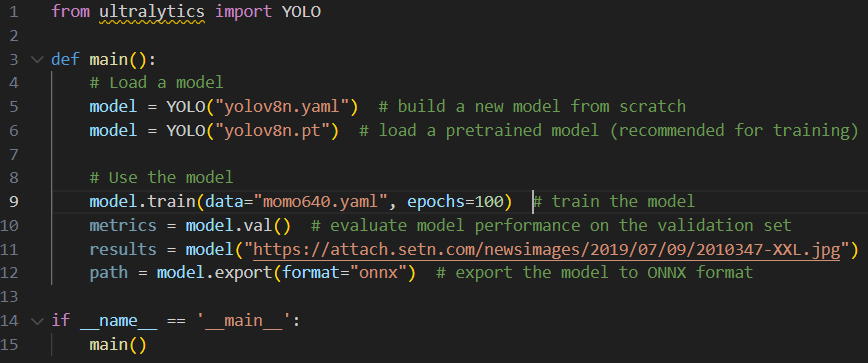 1 from ultralytics import YOLO
2
3 def main():
4 # Load a model
5 model = YOLO("yolov8n.yaml") # build a new model from scratch
6 model = YOLO("yolov8n.pt") # load a pretrained model (recommended for training)
7
8 # Use the model
9 model.train(data="momo640.yaml", epochs=100) # train the model
10 metrics = model.val() # evaluate model performance on the validation set
11 results = model("https://attach.setn.com/newsimages/2019/07/09/2010347-XXL.jpg")
12 path = model.export(format="onnx") # export the model to ONNX format
13
14 if __name__ == '__main__':
15 main()